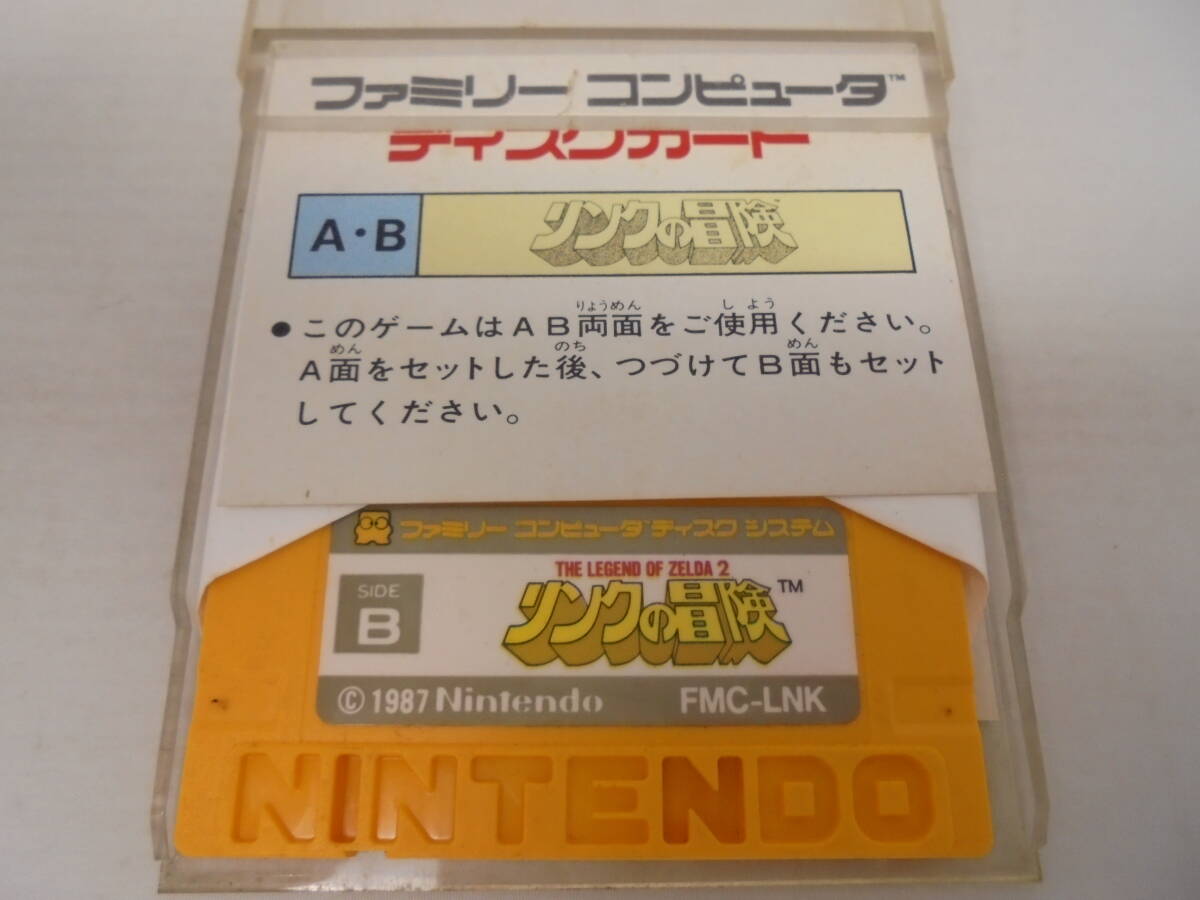 ファミリー コンピュータ™
ディスクカード
A・B
リンクの冒険
りょうめん しよう
●このゲームはAB両面をご使用ください。
めん のち めん
A面をセットした後、つづけてB面もセット
してください。
ファミリー コンピュータ™ ディスク システム
THE LEGEND OF ZELDA 2
SIDE
B
リンクの冒険™
©1987 Nintendo FMC-LNK
NINTENDO